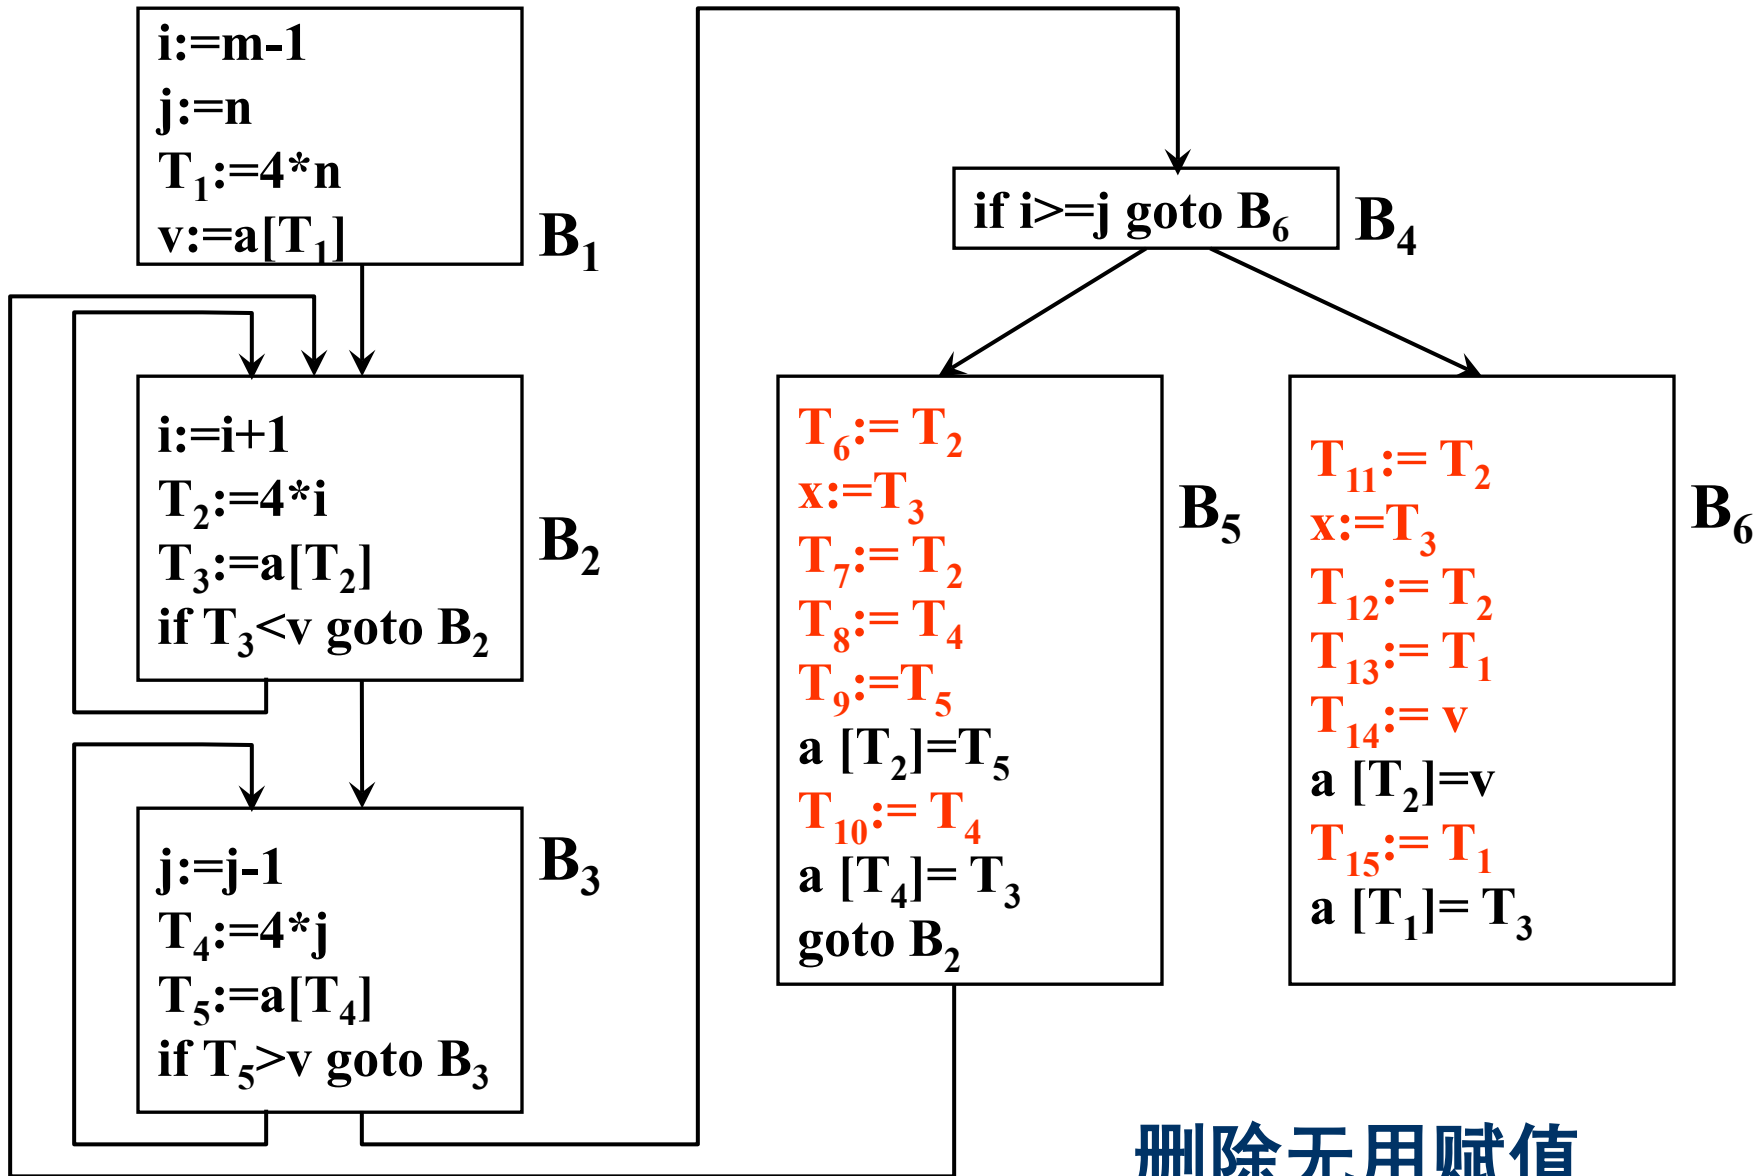 i:=m-1
j:=n
T₁:=4*n
v:=a[T₁]
B₁
i:=i+1
T₂:=4*i
T₃:=a[T₂]
if T₃<v goto B₂
B₂
j:=j-1
T₄:=4*j
T₅:=a[T₄]
if T₅>v goto B₃
B₃
if i>=j goto B₆
B₄
T₆:= T₂
x:=T₃
T₇:= T₂
T₈:= T₄
T₉:=T₅
a [T₂]=T₅
T₁₀:= T₄
a [T₄]= T₃
goto B₂
B₅
T₁₁:= T₂
x:=T₃
T₁₂:= T₂
T₁₃:= T₁
T₁₄:= v
a [T₂]=v
T₁₅:= T₁
a [T₁]= T₃
B₆
删除无用赋值